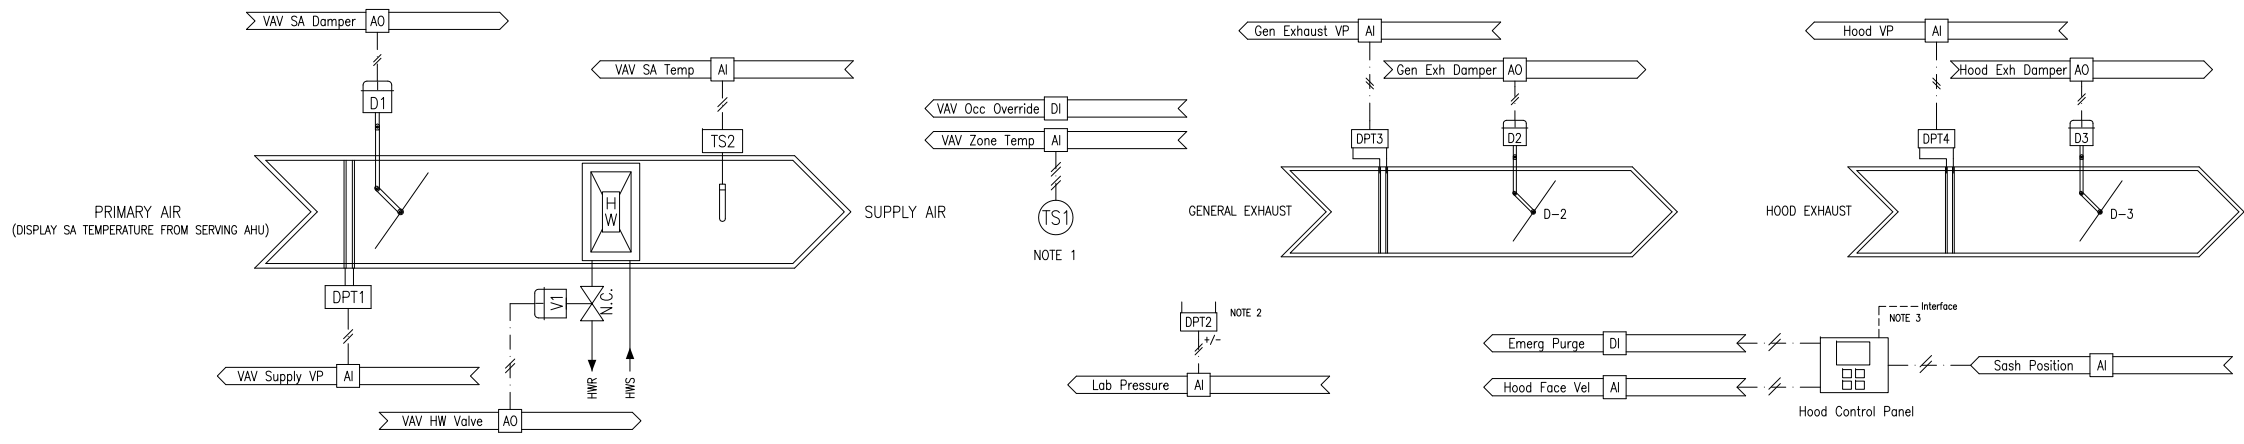 VAV SA Damper AO
D1
VAV SA Temp AI
TS2
PRIMARY AIR
(DISPLAY SA TEMPERATURE FROM SERVING AHU)
H
W
SUPPLY AIR
DPT1
V1
N.C.
VAV Supply VP AI
HWR
HWS
VAV HW Valve AO
VAV Occ Override DI
VAV Zone Temp AI
TS1
NOTE 1
Gen Exhaust VP AI
Gen Exh Damper AO
DPT3
D2
GENERAL EXHAUST
D-2
Hood VP AI
Hood Exh Damper AO
DPT4
D3
HOOD EXHAUST
D-3
DPT2
NOTE 2
+/-
Lab Pressure AI
Emerg Purge DI
Hood Face Vel AI
Interface
NOTE 3
Sash Position AI
Hood Control Panel